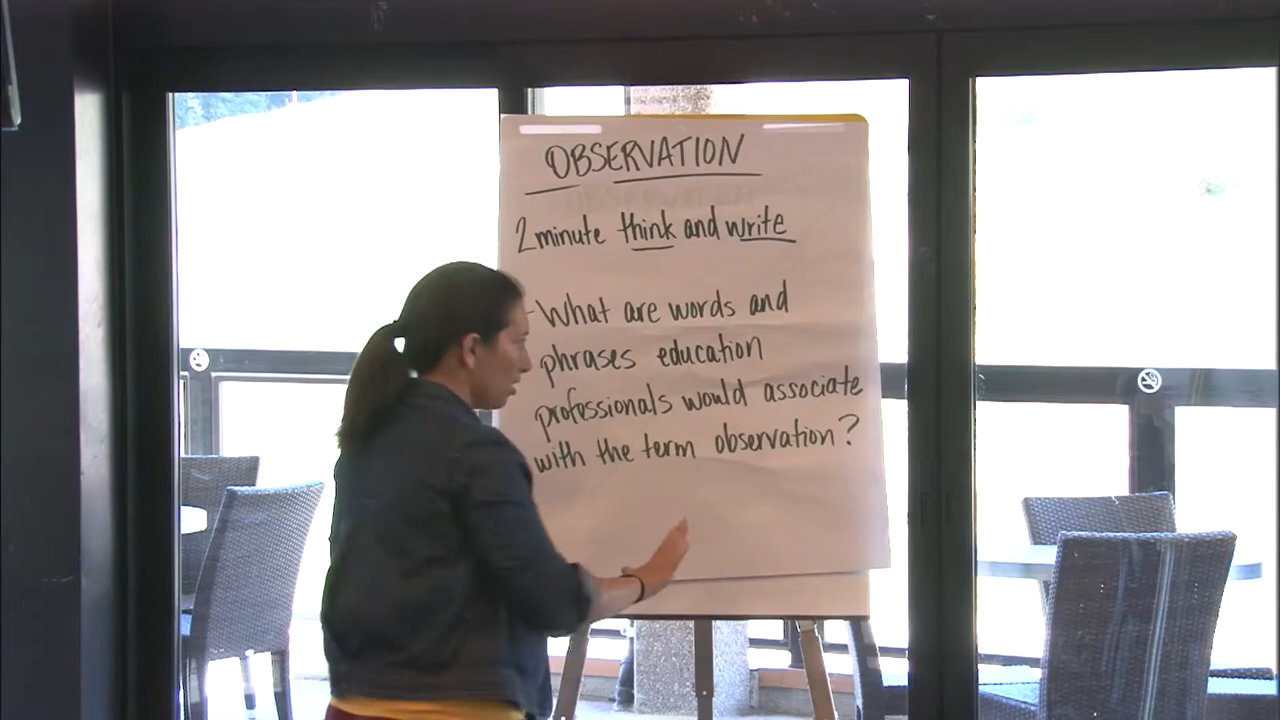 OBSERVATION
2 minute think and write
- What are words and
phrases education
professionals would associate
with the term observation?